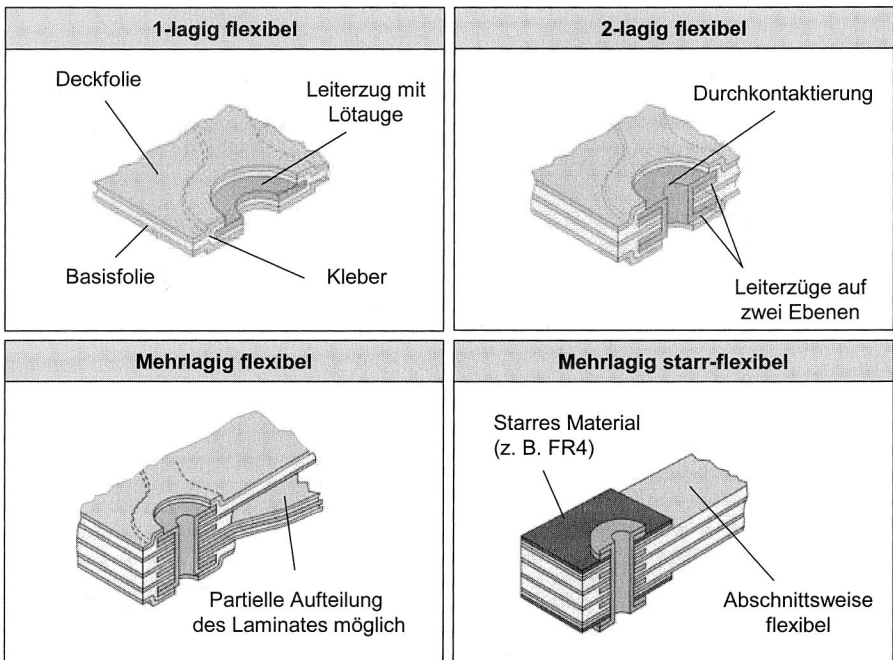 1-lagig flexibel
Deckfolie
Leiterzug mit
Lötauge
Basisfolie
Kleber
2-lagig flexibel
Durchkontaktierung
Leiterzüge auf
zwei Ebenen
Mehrlagig flexibel
Partielle Aufteilung
des Laminates möglich
Mehrlagig starr-flexibel
Starres Material
(z. B. FR4)
Abschnittsweise
flexibel